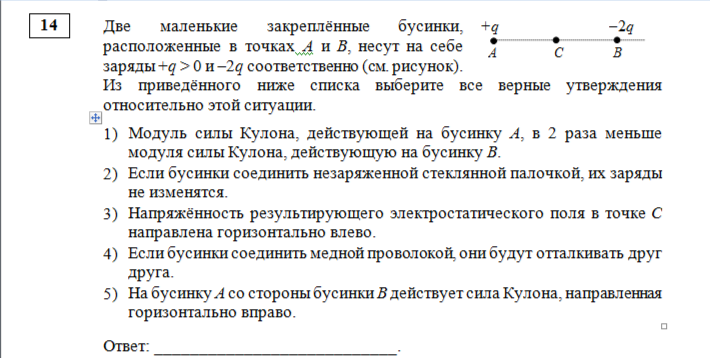 14
Две маленькие закреплённые бусинки,
расположенные в точках A и B, несут на себе
заряды +q > 0 и –2q соответственно (см. рисунок).
+q –2q
A C B
Из приведённого ниже списка выберите все верные утверждения
относительно этой ситуации.
1) Модуль силы Кулона, действующей на бусинку A, в 2 раза меньше
модуля силы Кулона, действующую на бусинку B.
2) Если бусинки соединить незаряженной стеклянной палочкой, их заряды
не изменятся.
3) Напряжённость результирующего электростатического поля в точке C
направлена горизонтально влево.
4) Если бусинки соединить медной проволокой, они будут отталкивать друг
друга.
5) На бусинку A со стороны бусинки B действует сила Кулона, направленная
горизонтально вправо.
Ответ: ___________________________.